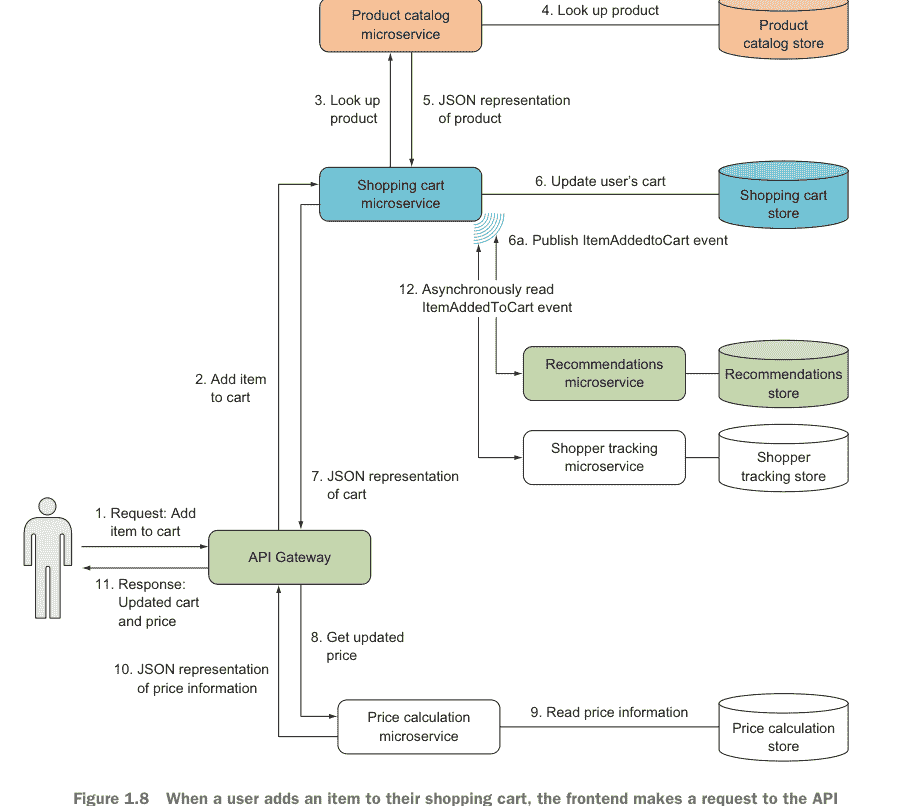 Product catalog
microservice
4. Look up product
Product
catalog store
3. Look up
product
5. JSON representation
of product
Shopping cart
microservice
6. Update user’s cart
Shopping cart
store
6a. Publish ItemAddedtoCart event
12. Asynchronously read
ItemAddedToCart event
Recommendations
microservice
Recommendations
store
2. Add item
to cart
Shopper tracking
microservice
Shopper
tracking store
7. JSON representation
of cart
1. Request: Add
item to cart
API Gateway
11. Response:
Updated cart
and price
8. Get updated
price
10. JSON representation
of price information
Price calculation
microservice
9. Read price information
Price calculation
store
Figure 1.8 When a user adds an item to their shopping cart, the frontend makes a request to the API